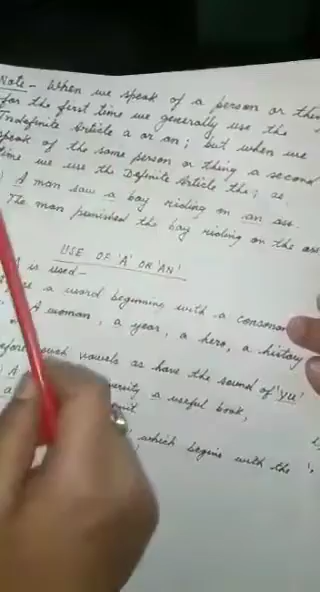 Note - When we speak of a person or thin
for the first time we generally use the
Indefinite Article a or an; but when we
speak of the same person or thing a second
time we use the Definite Article the; as.
A man saw a boy riding on an ass.
The man punished the boy riding on the ass
USE OF 'A' OR 'AN'
A is used -
a word beginning with a conson
A woman, a year, a hero, a history
such vowels as have the sound of 'yu'
A
a useful book,
which begins with the